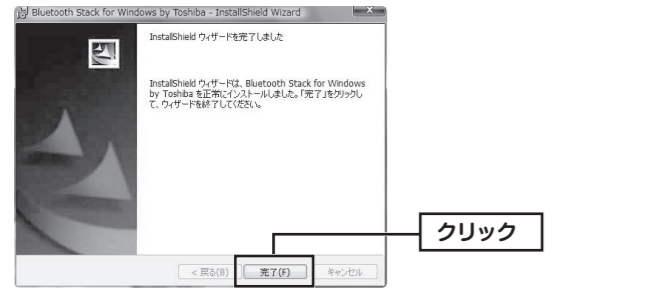 Bluetooth Stack for Windows by Toshiba - InstallShield Wizard
InstallShield ウィザードを完了しました
InstallShield ウィザードは、Bluetooth Stack for Windows
by Toshiba を正常にインストールしました。「完了」をクリックし
て、ウィザードを終了してください。
クリック
< 戻る(B)
完了(F)
キャンセル